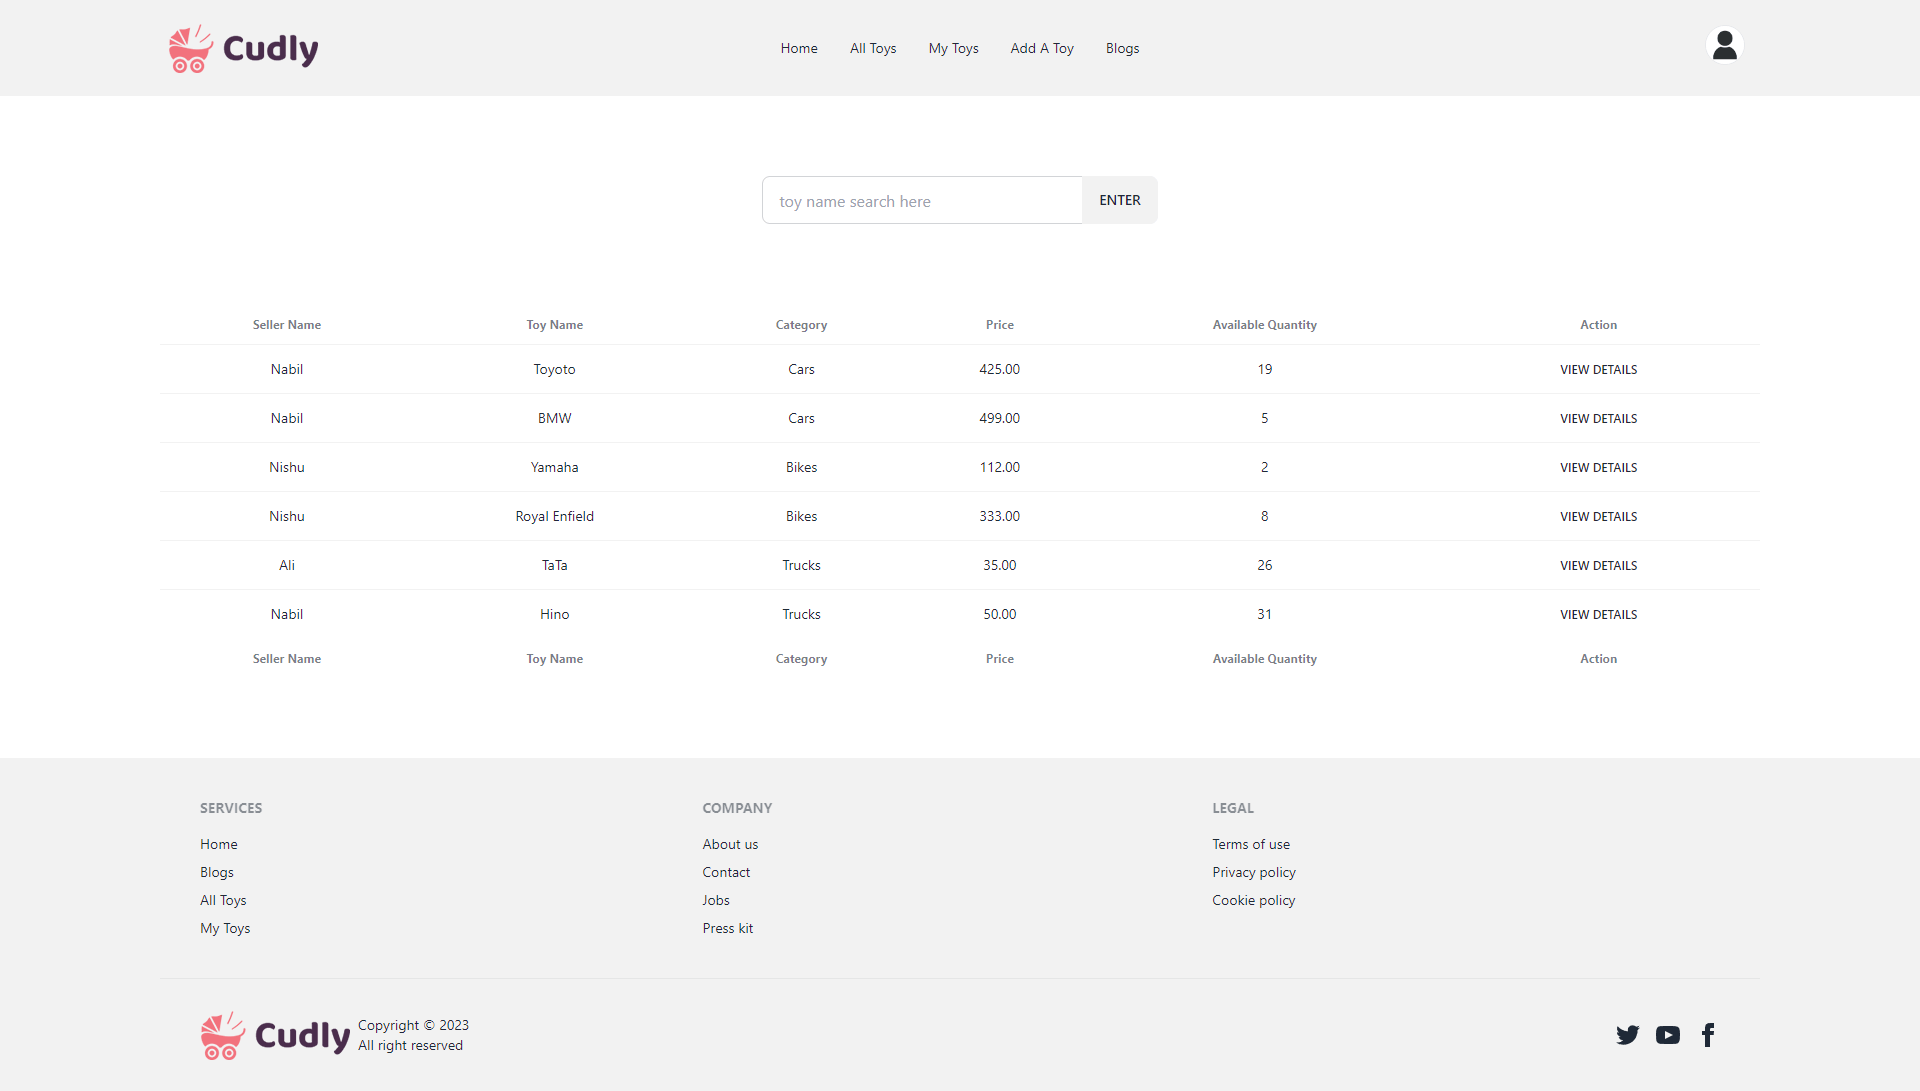 Cudly
Home All Toys My Toys Add A Toy Blogs
toy name search here ENTER
Seller Name Toy Name Category Price Available Quantity Action
Nabil Toyoto Cars 425.00 19 VIEW DETAILS
Nabil BMW Cars 499.00 5 VIEW DETAILS
Nishu Yamaha Bikes 112.00 2 VIEW DETAILS
Nishu Royal Enfield Bikes 333.00 8 VIEW DETAILS
Ali TaTa Trucks 35.00 26 VIEW DETAILS
Nabil Hino Trucks 50.00 31 VIEW DETAILS
Seller Name Toy Name Category Price Available Quantity Action
SERVICES
Home
Blogs
All Toys
My Toys
COMPANY
About us
Contact
Jobs
Press kit
LEGAL
Terms of use
Privacy policy
Cookie policy
Cudly
Copyright © 2023
All right reserved